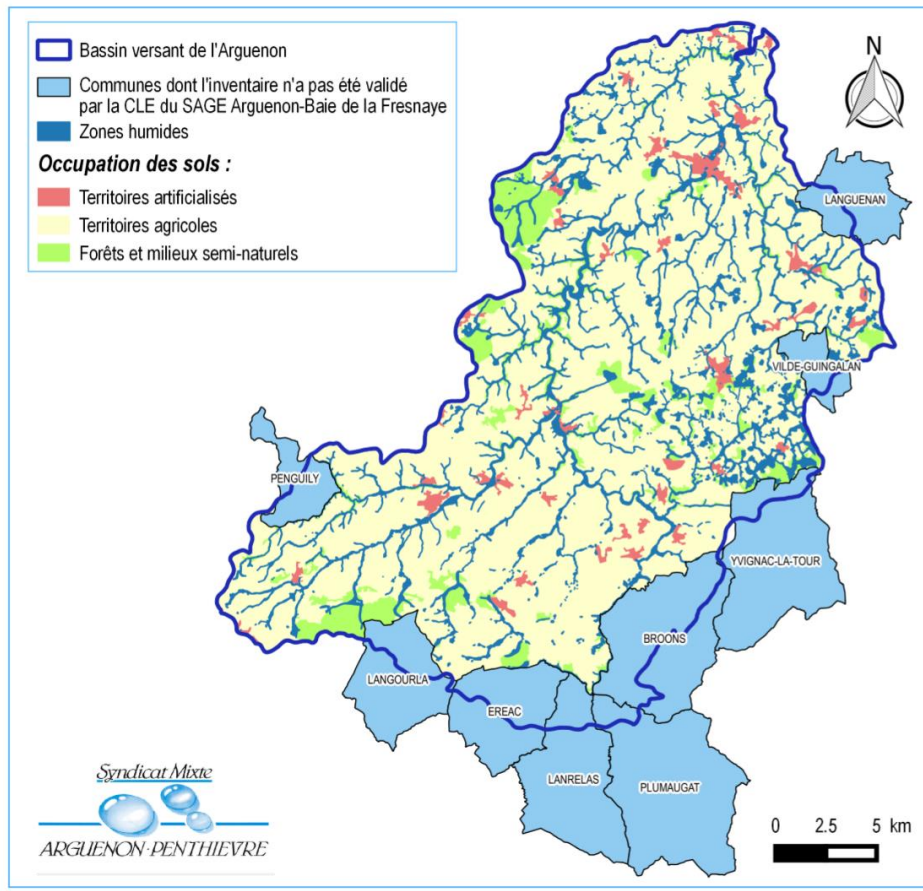 Bassin versant de l'Arguenon
Communes dont l'inventaire n'a pas été validé
par la CLE du SAGE Arguenon-Baie de la Fresnaye
Zones humides
Occupation des sols :
Territoires artificialisés
Territoires agricoles
Forêts et milieux semi-naturels
N
LANGUENAN
VILDE-GUINGALAN
PENGUILY
YVIGNAC-LA-TOUR
BROONS
LANGOURLA
EREAC
LANRELAS
PLUMAUGAT
Syndicat Mixte
ARGUENON-PENTHIEVRE
0 2.5 5 km